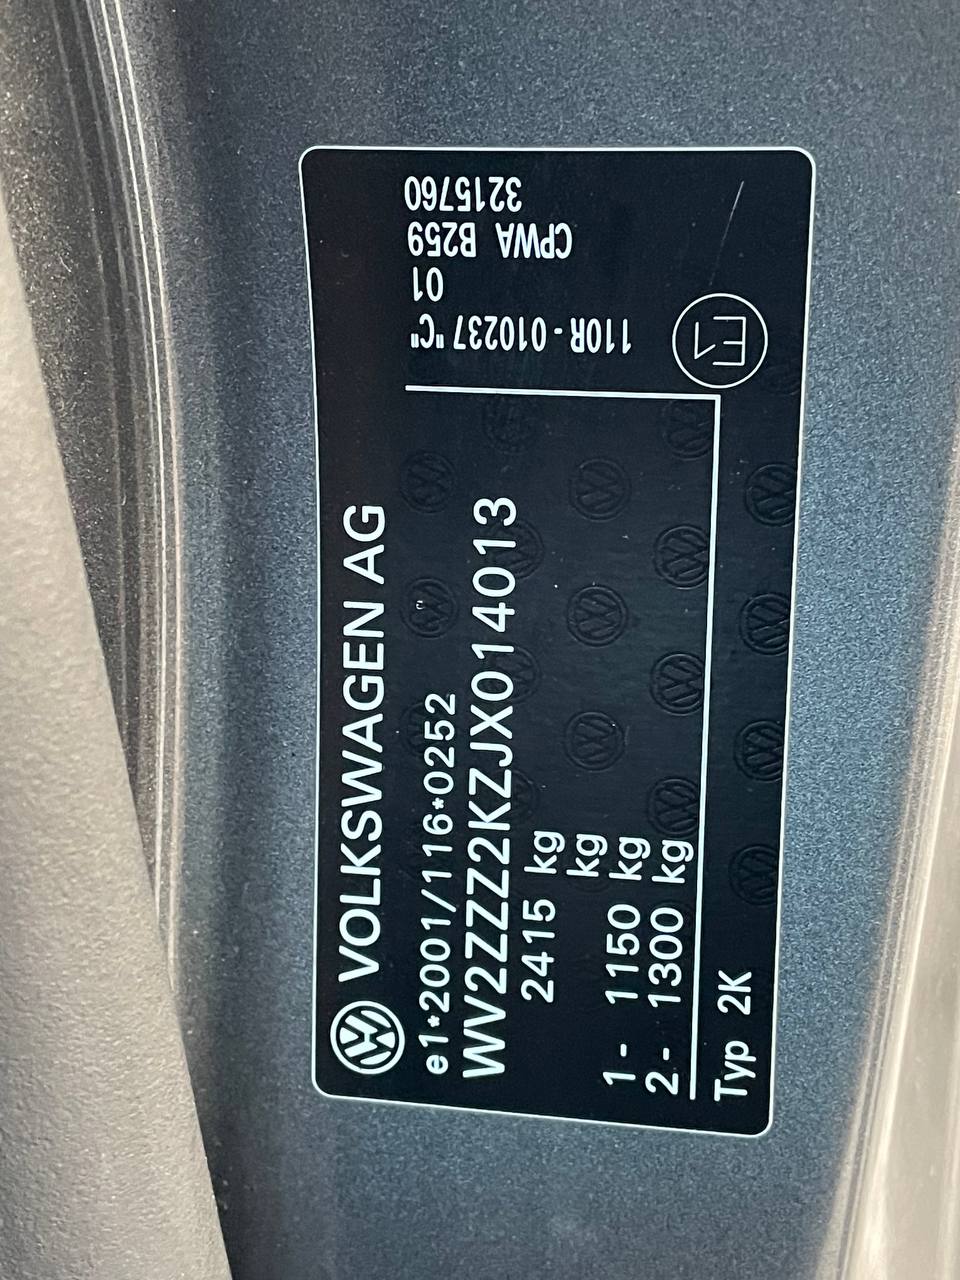 VOLKSWAGEN AG
e1*2001/116*0252
WV2ZZZ2KZJX014013
2415 kg
kg
1- 1150 kg
2- 1300 kg
Typ 2K
E1
110R-010237 "C"
01
CPWA B259
3215760